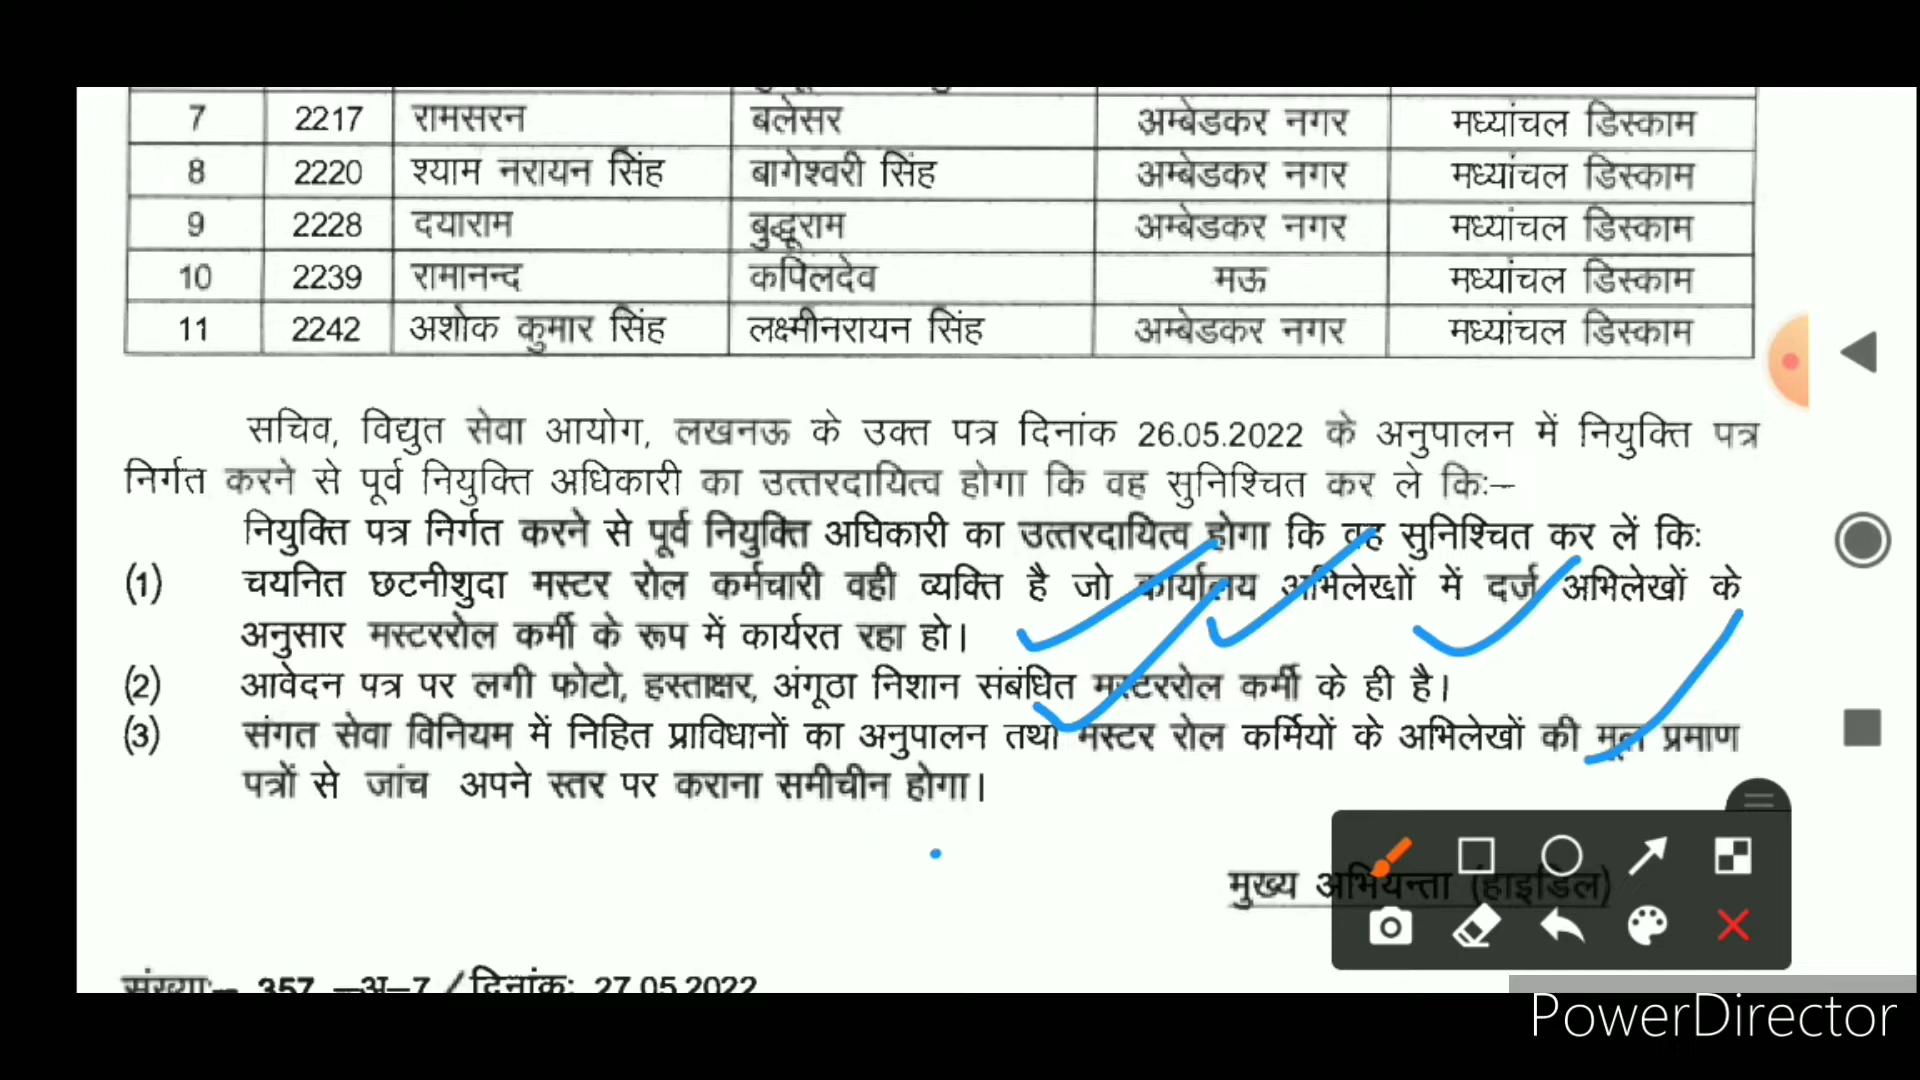 7 2217 रामसरन बलेसर अम्बेडकर नगर मध्यांचल डिस्काम
8 2220 श्याम नरायन सिंह बागेश्वरी सिंह अम्बेडकर नगर मध्यांचल डिस्काम
9 2228 दयाराम बुद्धूराम अम्बेडकर नगर मध्यांचल डिस्काम
10 2239 रामानन्द कपिलदेव मऊ मध्यांचल डिस्काम
11 2242 अशोक कुमार सिंह लक्ष्मीनरायन सिंह अम्बेडकर नगर मध्यांचल डिस्काम
सचिव, विद्युत सेवा आयोग, लखनऊ के उक्त पत्र दिनांक 26.05.2022 के अनुपालन में नियुक्ति पत्र
निर्गत करने से पूर्व नियुक्ति अधिकारी का उत्तरदायित्व होगा कि वह सुनिश्चित कर ले किः–
नियुक्ति पत्र निर्गत करने से पूर्व नियुक्ति अधिकारी का उत्तरदायित्व होगा कि वह सुनिश्चित कर लें किः
(1) चयनित छटनीशुदा मस्टर रोल कर्मचारी वही व्यक्ति है जो कार्यालय अभिलेखों में दर्ज अभिलेखों के
अनुसार मस्टररोल कर्मी के रूप में कार्यरत रहा हो।
(2) आवेदन पत्र पर लगी फोटो, हस्ताक्षर, अंगूठा निशान संबंधित मस्टररोल कर्मी के ही है।
(3) संगत सेवा विनियम में निहित प्राविधानों का अनुपालन तथा मस्टर रोल कर्मियों के अभिलेखों की मूल प्रमाण
पत्रों से जांच अपने स्तर पर कराना समीचीन होगा।
मुख्य अभियन्ता (हाइडिल)
संख्याः– 357 –अ–7 / दिनांकः 27.05.2022
PowerDirector